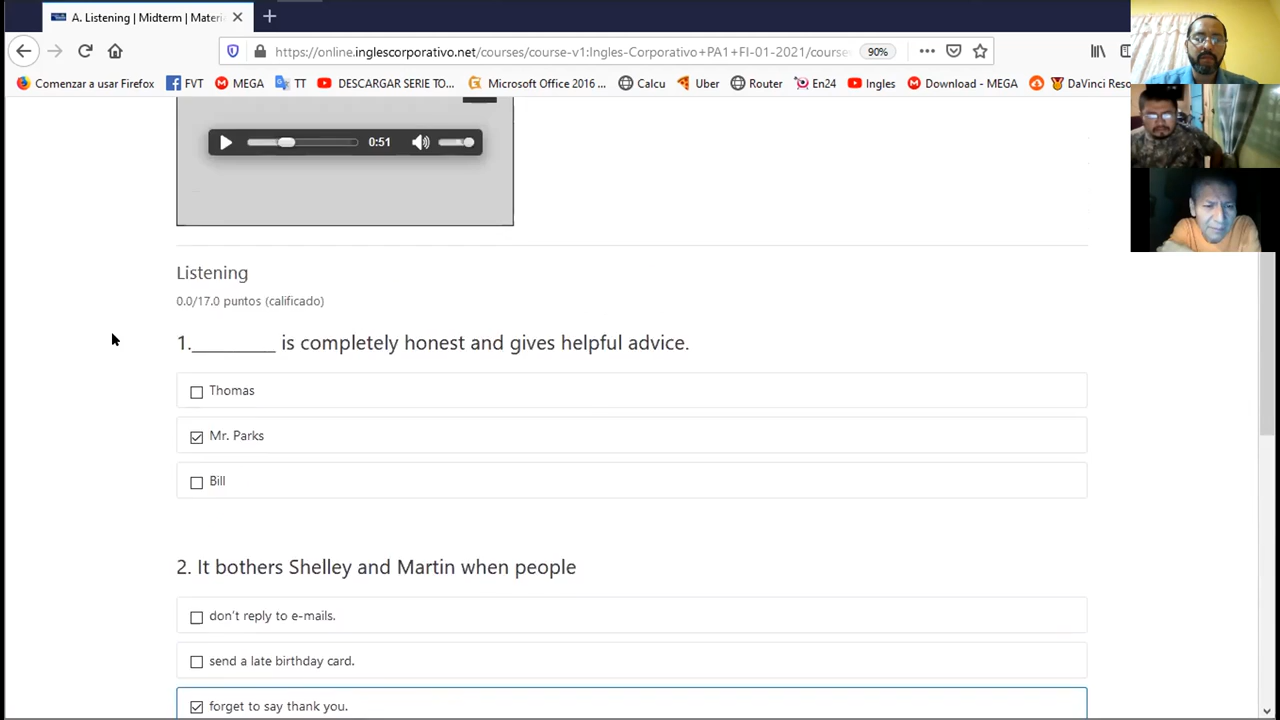 A. Listening | Midterm | Materi
https://online.inglescorporativo.net/courses/course-v1:Ingles-Corporativo+PA1+FI-01-2021/course
90%
Comenzar a usar Firefox FVT MEGA TT DESCARGAR SERIE TO... Microsoft Office 2016 ... Calcu Uber Router En24 Ingles Download - MEGA DaVinci Reso
0:51
Listening
0.0/17.0 puntos (calificado)
1._________ is completely honest and gives helpful advice.
Thomas
Mr. Parks
Bill
2. It bothers Shelley and Martin when people
don't reply to e-mails.
send a late birthday card.
forget to say thank you.